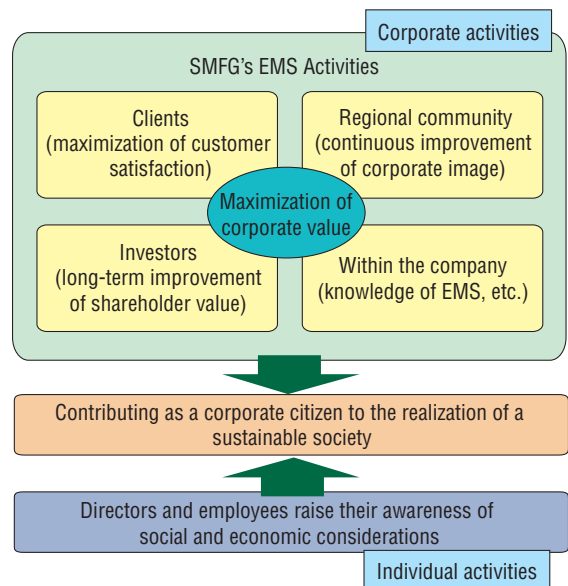 Corporate activities
SMFG's EMS Activities
Clients
(maximization of customer
satisfaction)
Regional community
(continuous improvement
of corporate image)
Maximization of
corporate value
Investors
(long-term improvement
of shareholder value)
Within the company
(knowledge of EMS, etc.)
Contributing as a corporate citizen to the realization of a
sustainable society
Directors and employees raise their awareness of
social and economic considerations
Individual activities